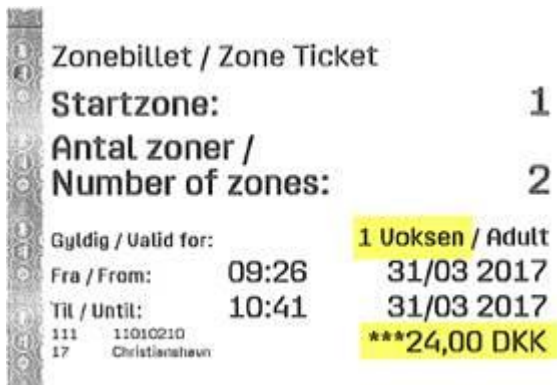 Zonebillet / Zone Ticket
Startzone: 1
Antal zoner /
Number of zones: 2
Gyldig / Valid for: 1 Voksen / Adult
Fra / From: 09:26 31/03 2017
Til / Until: 10:41 31/03 2017
111 11010210
17 Christianshavn
***24,00 DKK